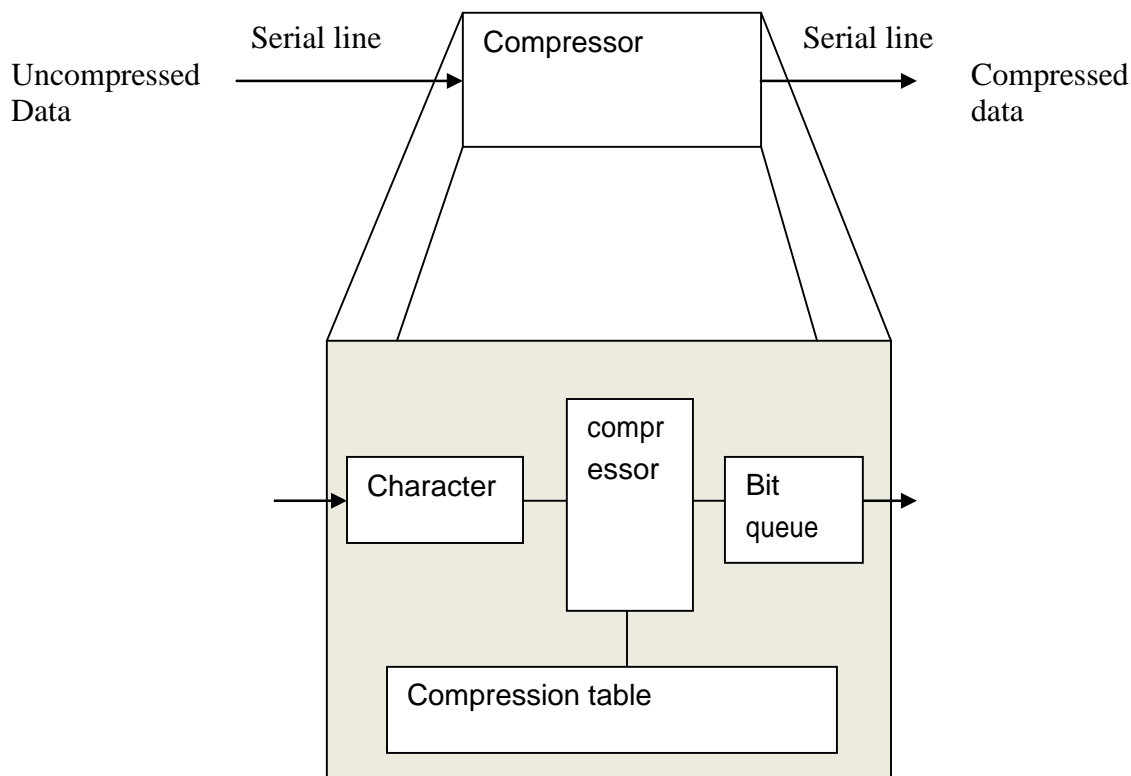 Serial line
Compressor
Serial line
Uncompressed
Data
Compressed
data
compr
essor
Character
Bit
queue
Compression table